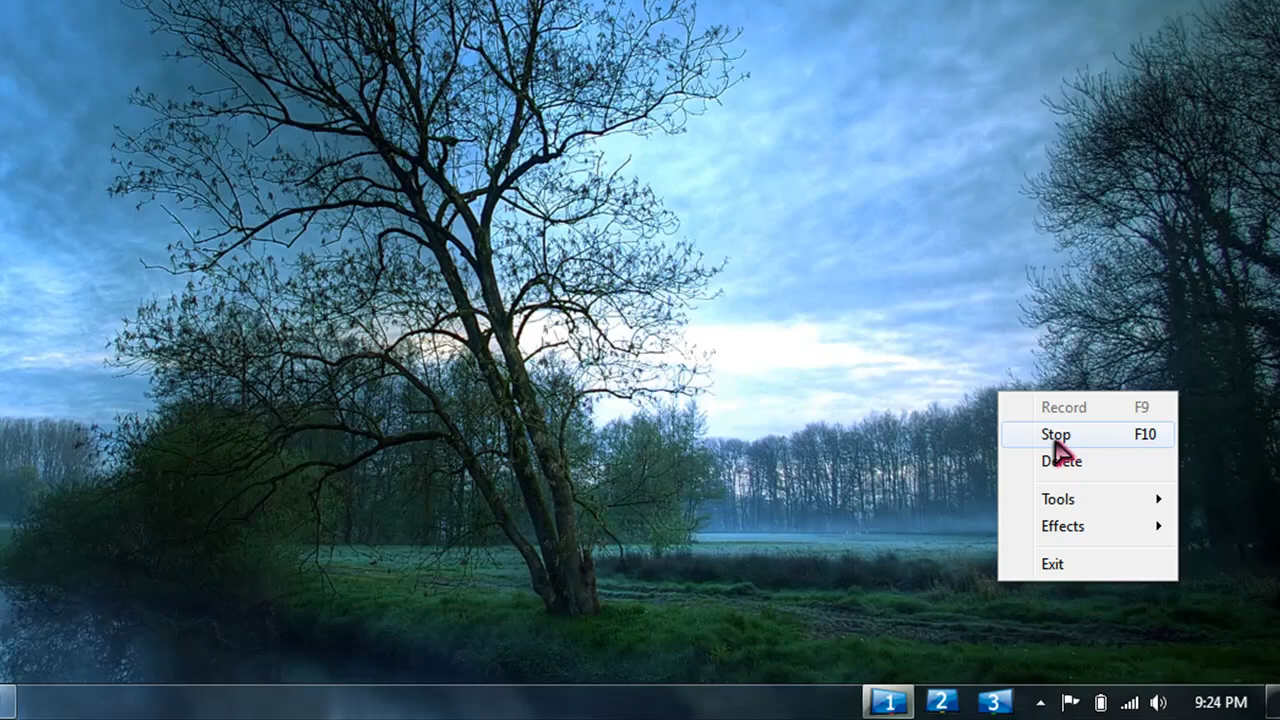 Record F9
Stop F10
Delete
Tools
Effects
Exit
1 2 3 9:24 PM